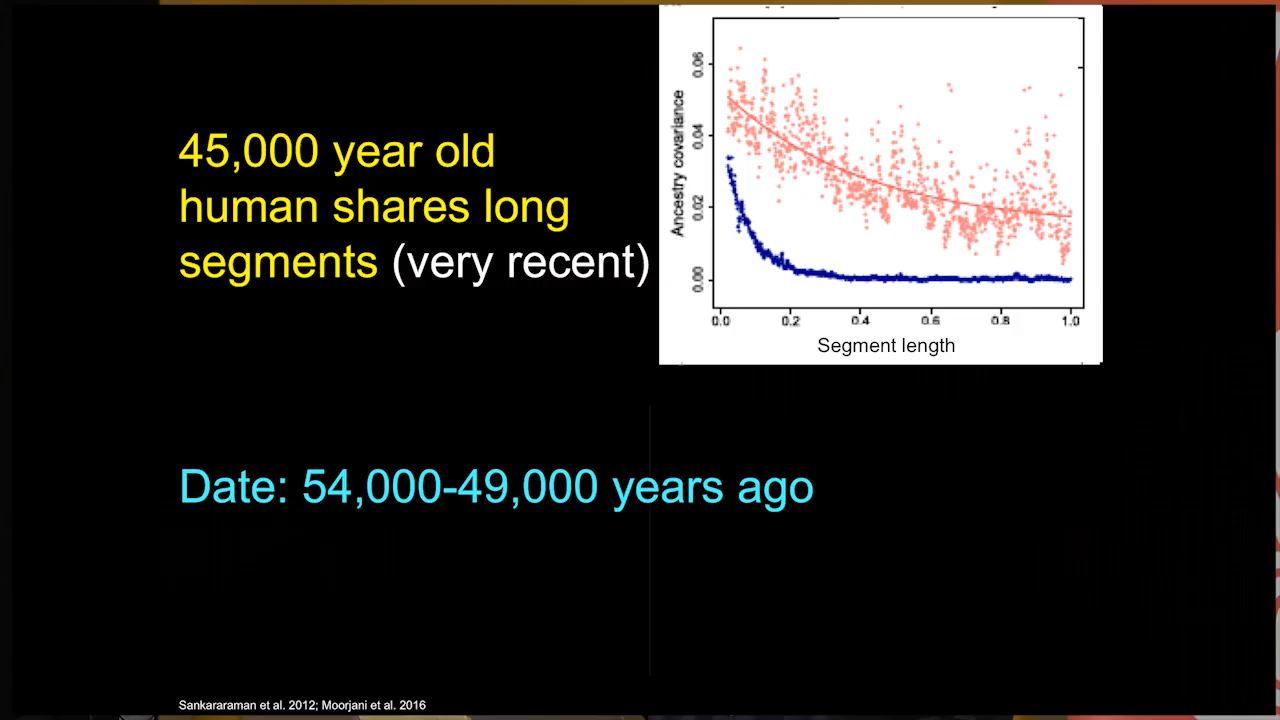 45,000 year old
human shares long
segments (very recent)
Ancestry covariance
0.06
0.04
0.02
0.00
0.0 0.2 0.4 0.6 0.8 1.0
Segment length
Date: 54,000-49,000 years ago
Sankararaman et al. 2012; Moorjani et al. 2016